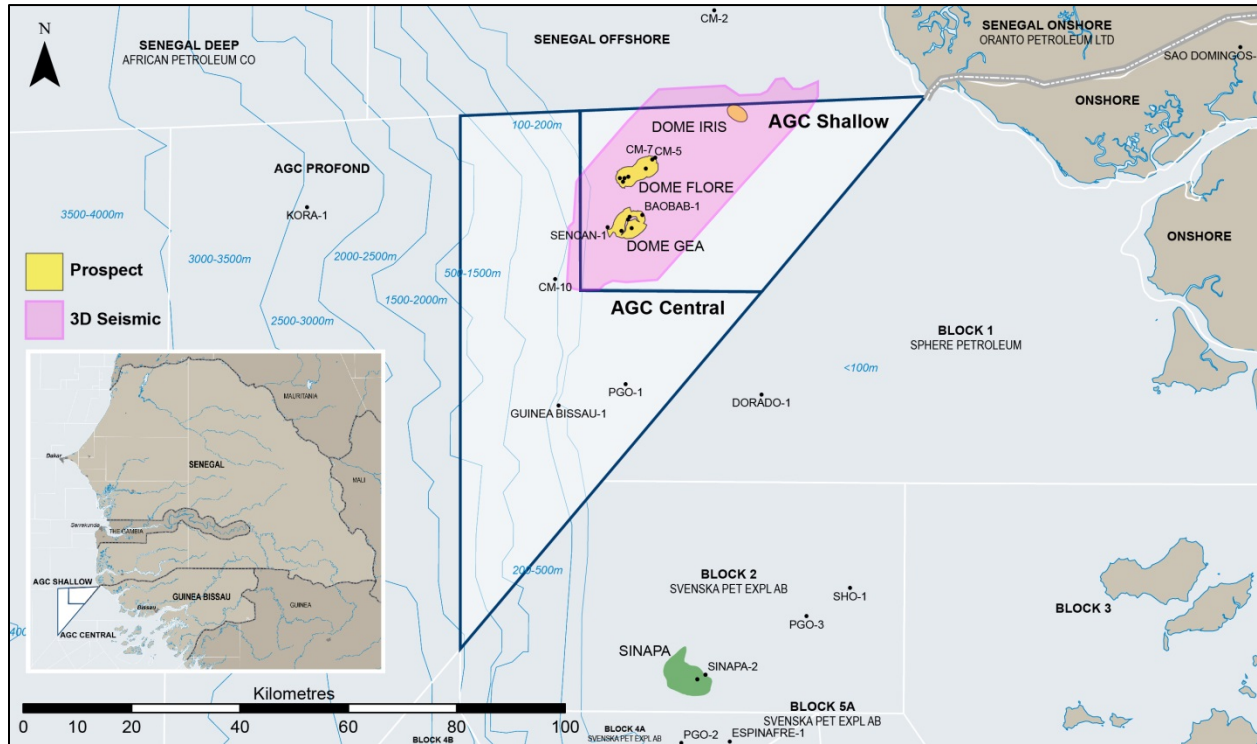 CM-2
SENEGAL DEEP
AFRICAN PETROLEUM CO
SENEGAL OFFSHORE
SENEGAL ONSHORE
ORANTO PETROLEUM LTD
SAO DOMINGOS-
ONSHORE
N
100-200m
DOME IRIS
AGC Shallow
CM-7
CM-5
DOME FLORE
AGC PROFOND
KORA-1
BAOBAB-1
SENCAN-1
DOME GEA
3500-4000m
3000-3500m
2000-2500m
500-1500m
1500-2000m
2500-3000m
ONSHORE
Prospect
3D Seismic
CM-10
AGC Central
BLOCK 1
SPHERE PETROLEUM
<100m
PGO-1
DORADO-1
GUINEA BISSAU-1
MAURITANIA
Dakar
SENEGAL
MALI
Serrekunda
THE GAMBIA
AGC SHALLOW
GUINEA BISSAU
Bissau
GUINEA
AGC CENTRAL
200-500m
BLOCK 2
SVENSKA PET EXPL AB
SHO-1
PGO-3
BLOCK 3
SINAPA
SINAPA-2
BLOCK 5A
SVENSKA PET EXPL AB
Kilometres
0 20 40 60 80 100
BLOCK 4B
BLOCK 4A
SVENSKA PET EXPL AB
PGO-2
ESPINAFRE-1